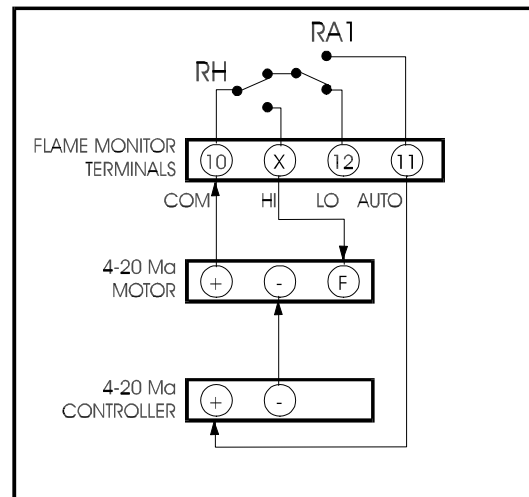 RA1
RH
FLAME MONITOR
TERMINALS
10 X 12 11
COM HI LO AUTO
4-20 Ma
MOTOR
+ - F
4-20 Ma
CONTROLLER
+ -